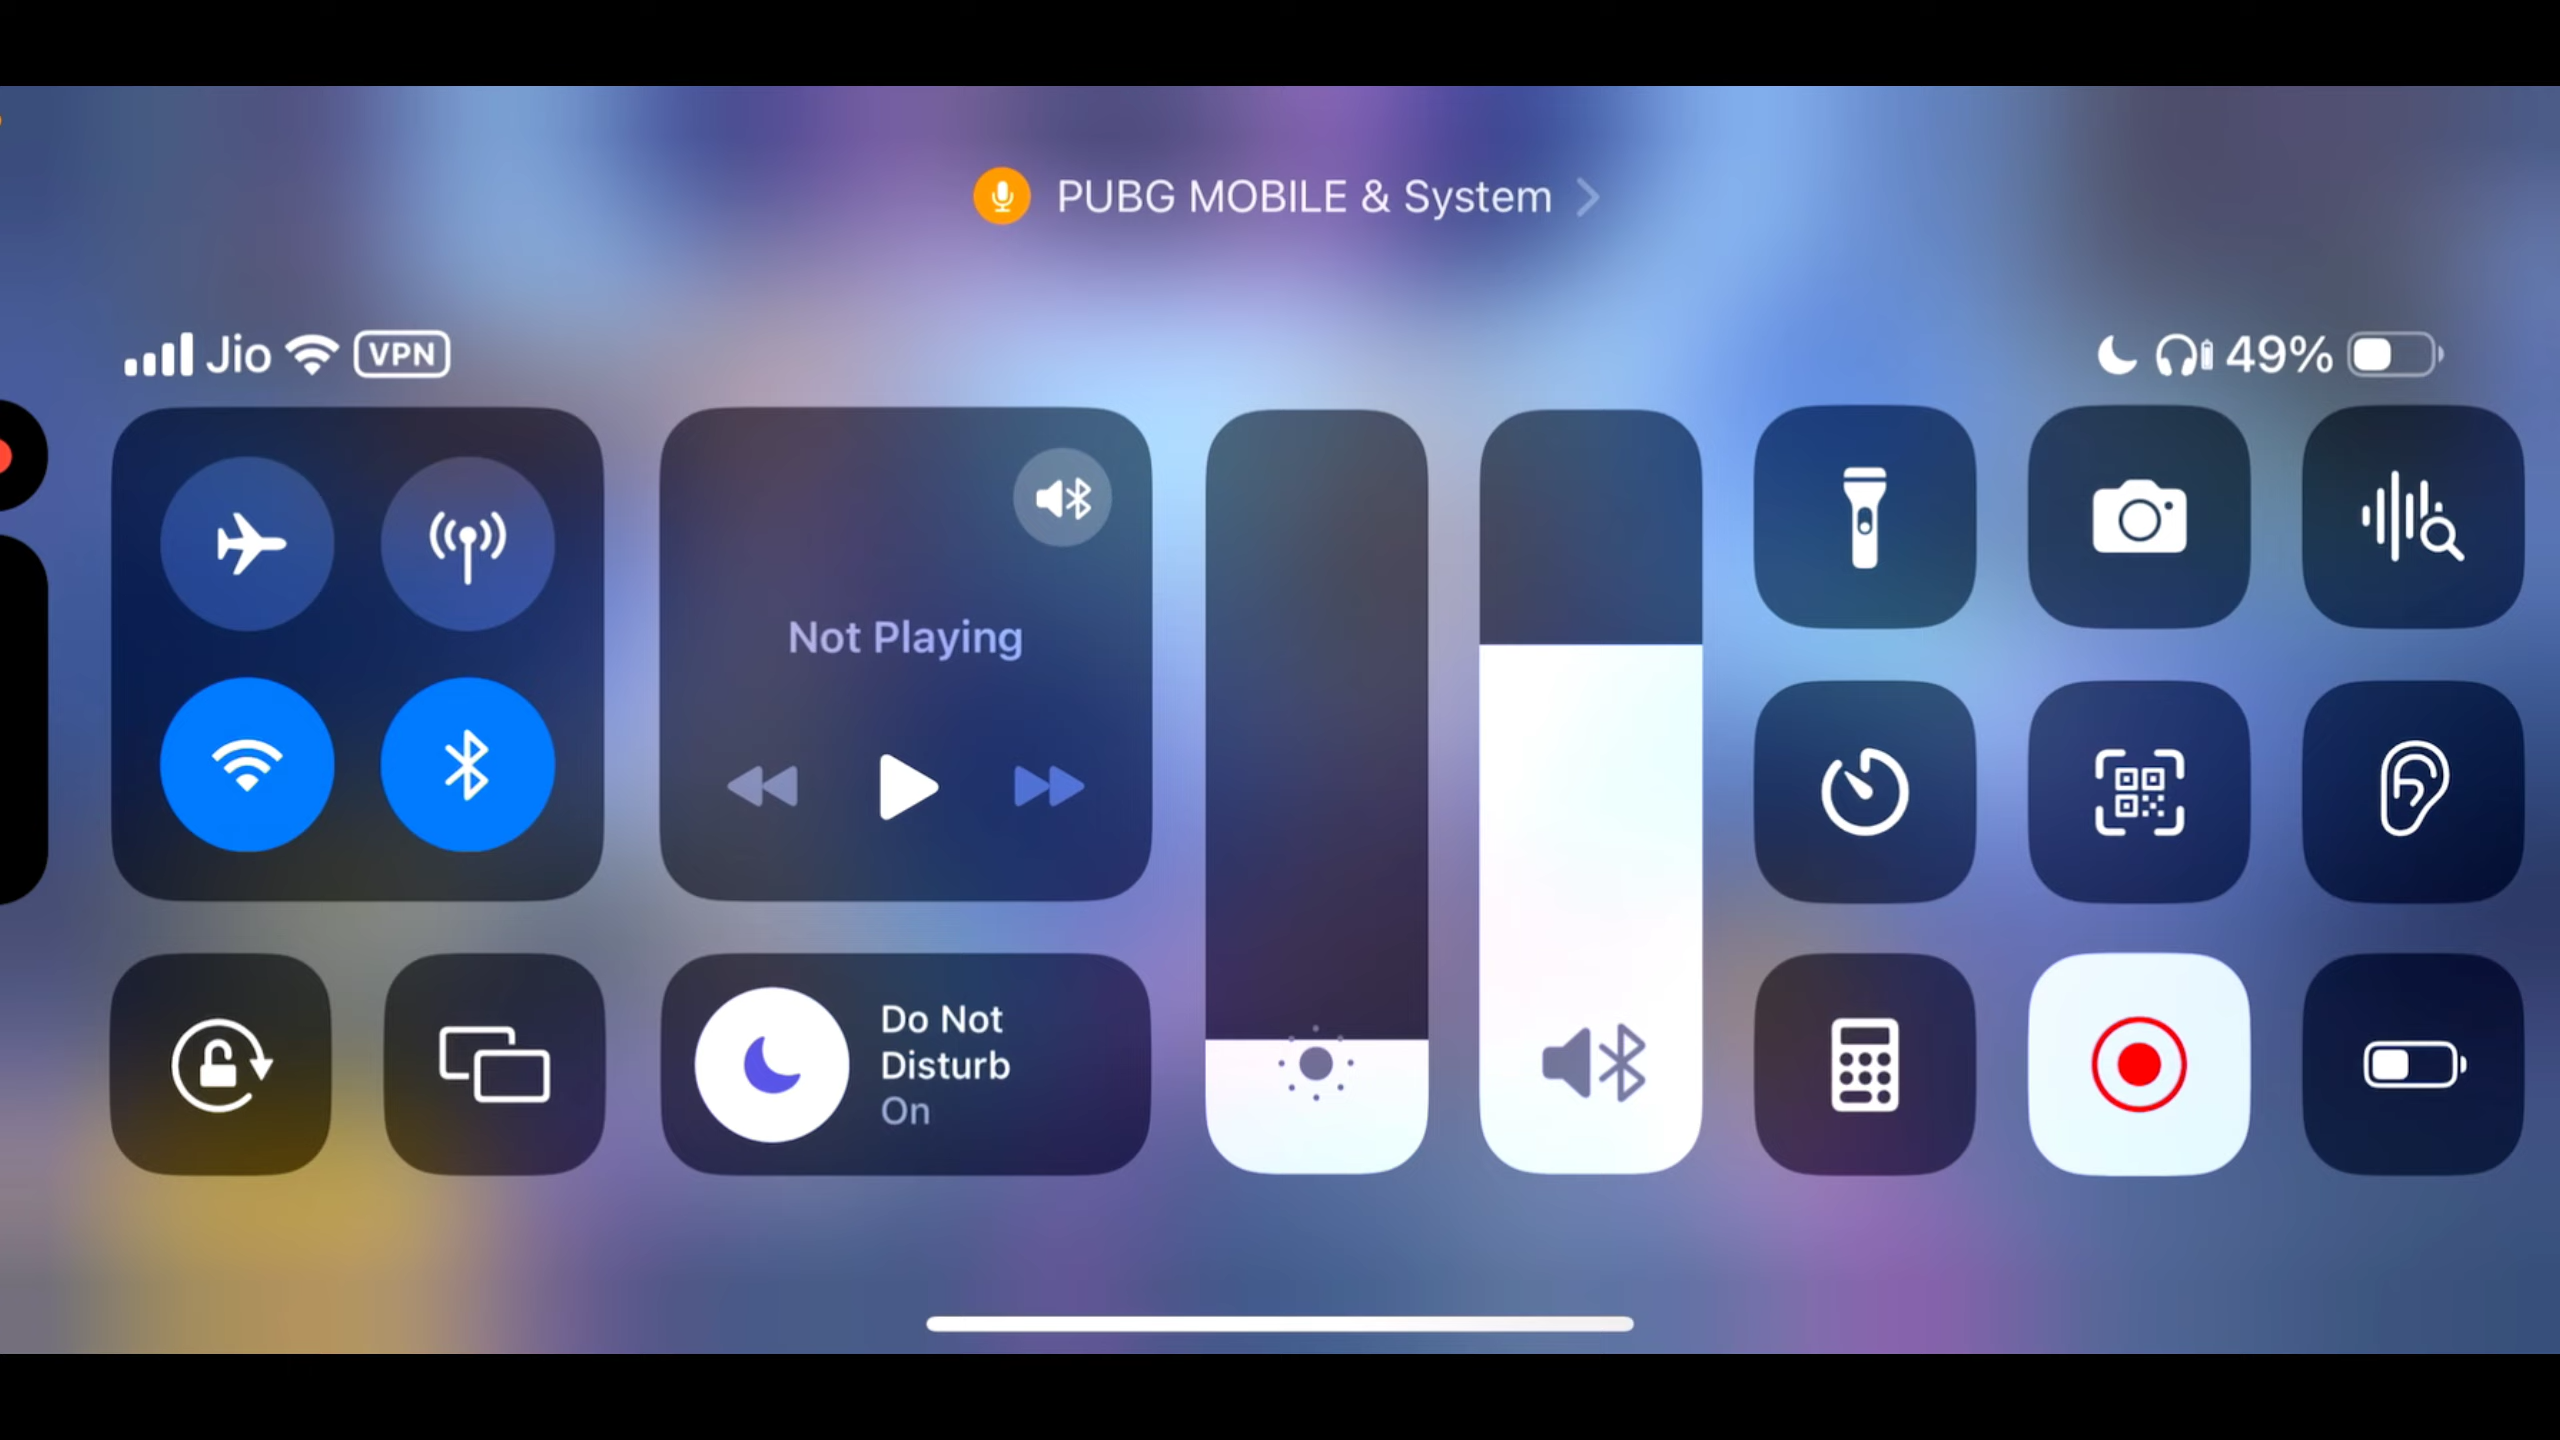 PUBG MOBILE & System
Jio VPN
49%
Not Playing
Do Not
Disturb
On